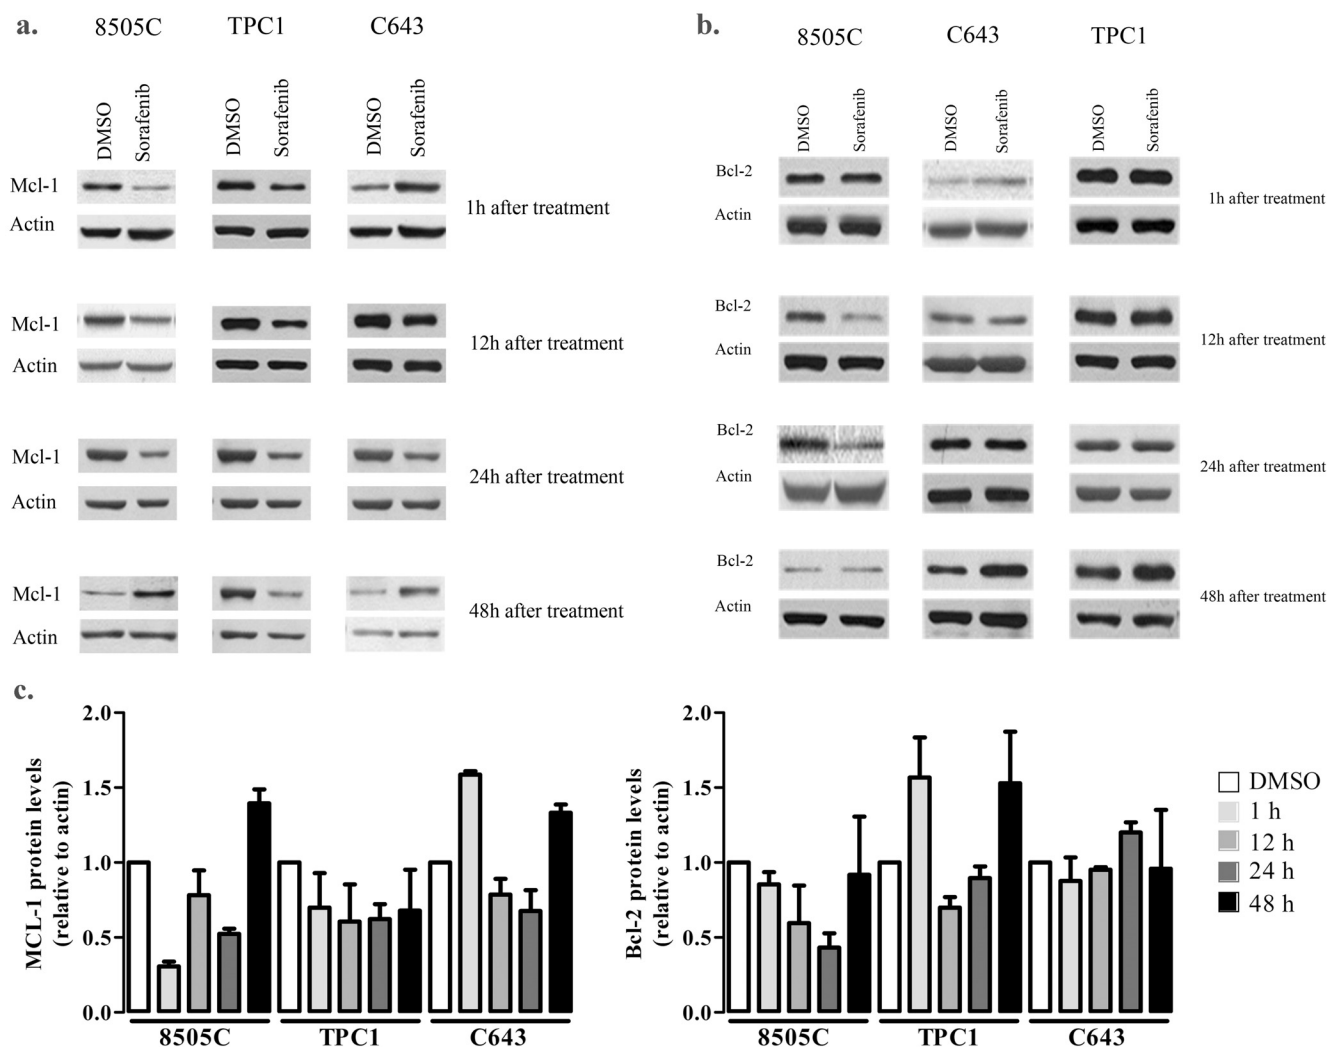 a.
8505C TPC1 C643
DMSO Sorafenib DMSO Sorafenib DMSO Sorafenib
Mcl-1
Actin
1h after treatment
Mcl-1
Actin
12h after treatment
Mcl-1
Actin
24h after treatment
Mcl-1
Actin
48h after treatment
b.
8505C C643 TPC1
DMSO Sorafenib DMSO Sorafenib DMSO Sorafenib
Bcl-2
Actin
1h after treatment
Bcl-2
Actin
12h after treatment
Bcl-2
Actin
24h after treatment
Bcl-2
Actin
48h after treatment
c.
MCL-1 protein levels
(relative to actin)
2.0
1.5
1.0
0.5
0.0
8505C TPC1 C643
Bcl-2 protein levels
(relative to actin)
2.0
1.5
1.0
0.5
0.0
8505C TPC1 C643
DMSO
1 h
12 h
24 h
48 h